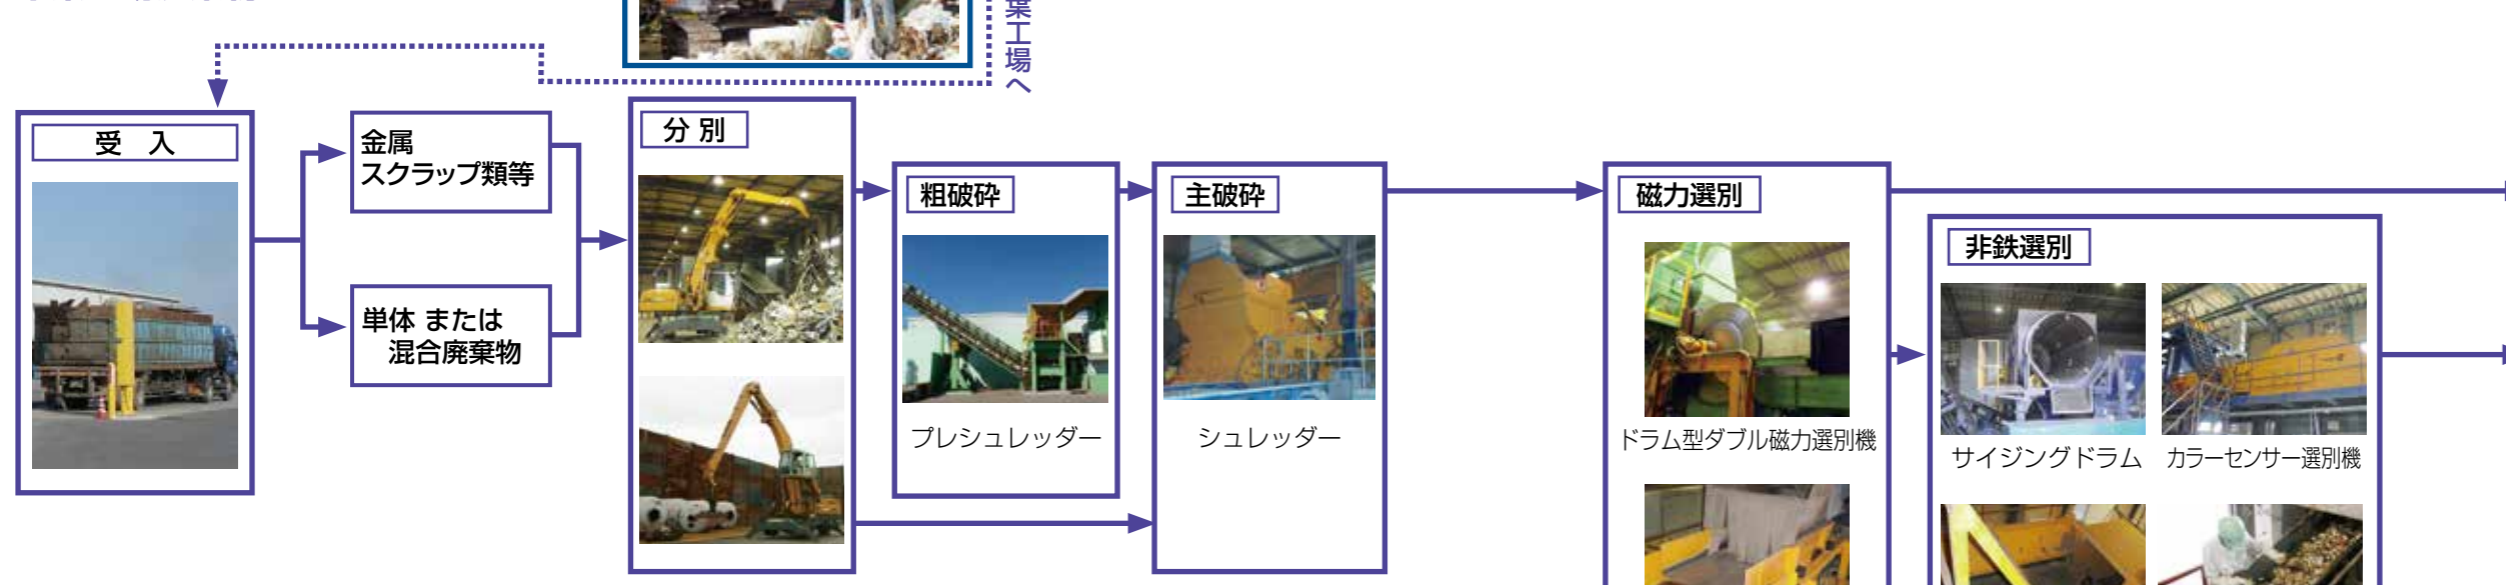 葉工場へ
受 入
金属
スクラップ類等
単体 または
混合廃棄物
分 別
粗破砕
プレシュレッダー
主破砕
シュレッダー
磁力選別
ドラム型ダブル磁力選別機
非鉄選別
サイジングドラム
カラーセンサー選別機